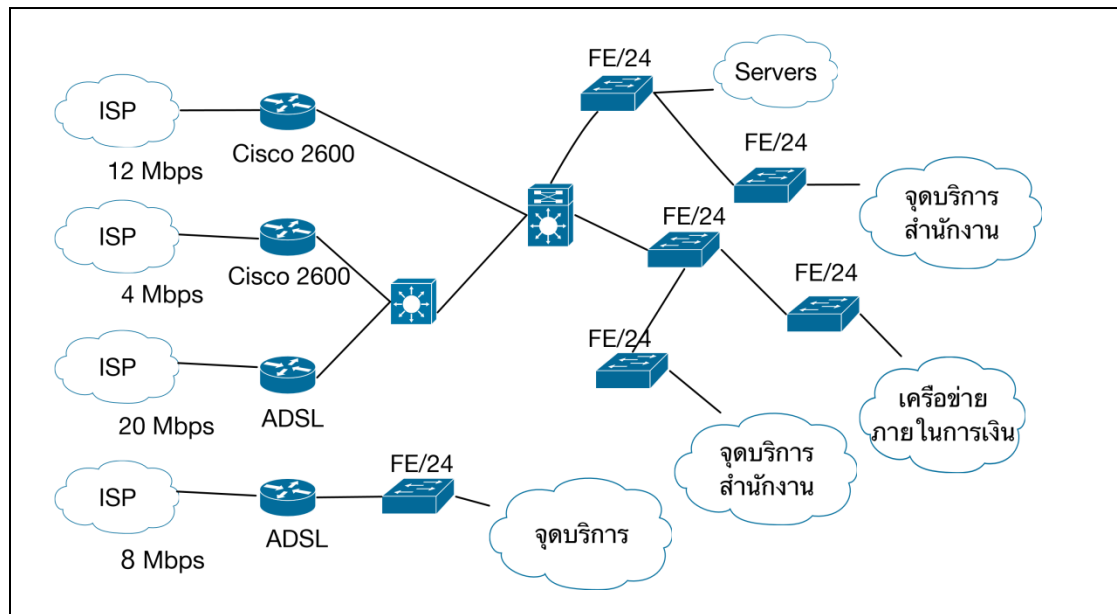 FE/24
Servers
ISP
Cisco 2600
12 Mbps
FE/24
จุดบริการ
สำนักงาน
ISP
Cisco 2600
4 Mbps
FE/24
FE/24
FE/24
ISP
ADSL
20 Mbps
เครือข่าย
ภายในการเงิน
จุดบริการ
สำนักงาน
FE/24
ISP
ADSL
8 Mbps
จุดบริการ